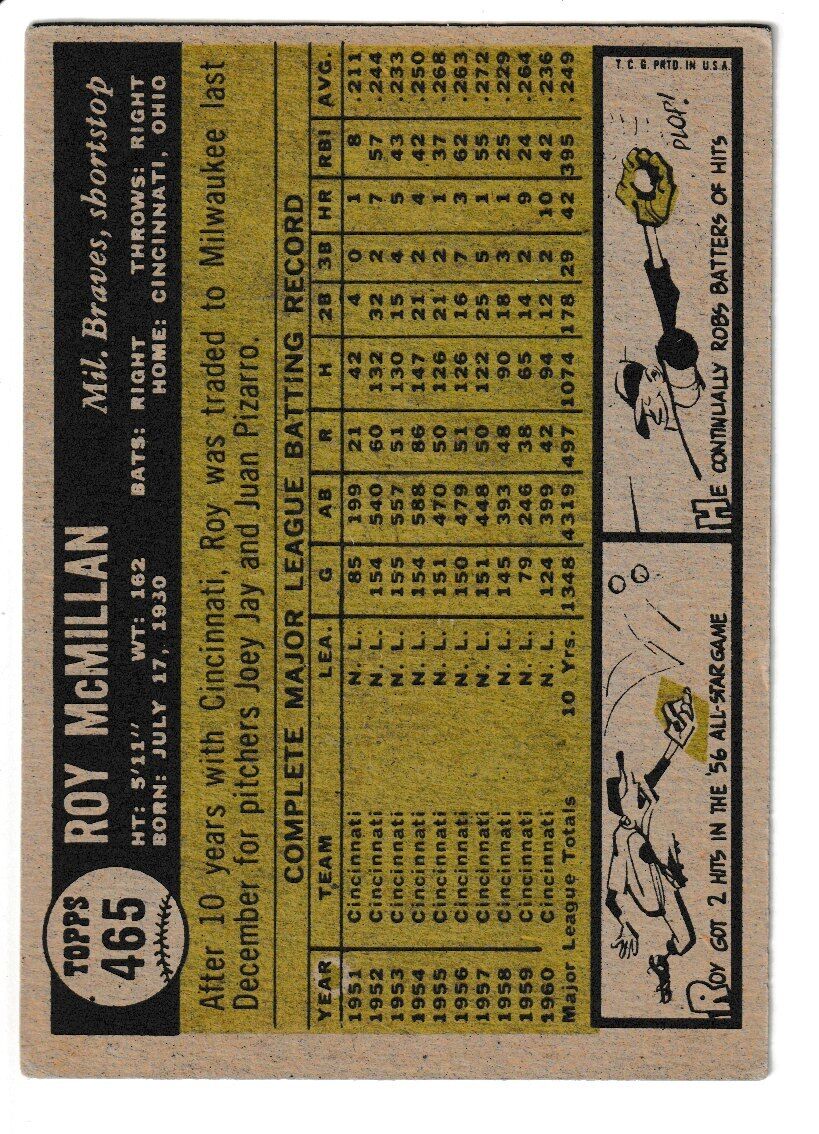 TOPPS
465
ROY McMILLAN
Mil. Braves, shortstop
HT: 5'11" WT: 162 BATS: RIGHT THROWS: RIGHT
BORN: JULY 17, 1930 HOME: CINCINNATI, OHIO
After 10 years with Cincinnati, Roy was traded to Milwaukee last
December for pitchers Joey Jay and Juan Pizarro.
COMPLETE MAJOR LEAGUE BATTING RECORD
YEAR TEAM LEA. G AB R H 2B 3B HR RBI AVG.
1951 Cincinnati N. L. 85 199 21 42 4 0 1 8 .211
1952 Cincinnati N. L. 154 540 60 132 32 2 7 57 .244
1953 Cincinnati N. L. 155 557 51 130 15 4 5 43 .233
1954 Cincinnati N. L. 154 588 86 147 21 2 4 42 .250
1955 Cincinnati N. L. 151 470 50 126 21 2 1 37 .268
1956 Cincinnati N. L. 150 479 51 126 16 7 3 62 .263
1957 Cincinnati N. L. 151 448 50 122 25 5 1 55 .272
1958 Cincinnati N. L. 145 393 48 90 18 3 1 25 .229
1959 Cincinnati N. L. 79 246 38 65 14 2 9 24 .264
1960 Cincinnati N. L. 124 399 42 94 12 2 10 42 .236
Major League Totals 10 Yrs. 1348 4319 497 1074 178 29 42 395 .249
ROY GOT 2 HITS IN THE '56 ALL-STAR GAME
T. C. G. PRTD. IN U.S.A.
PLOP!
HE CONTINUALLY ROBS BATTERS OF HITS